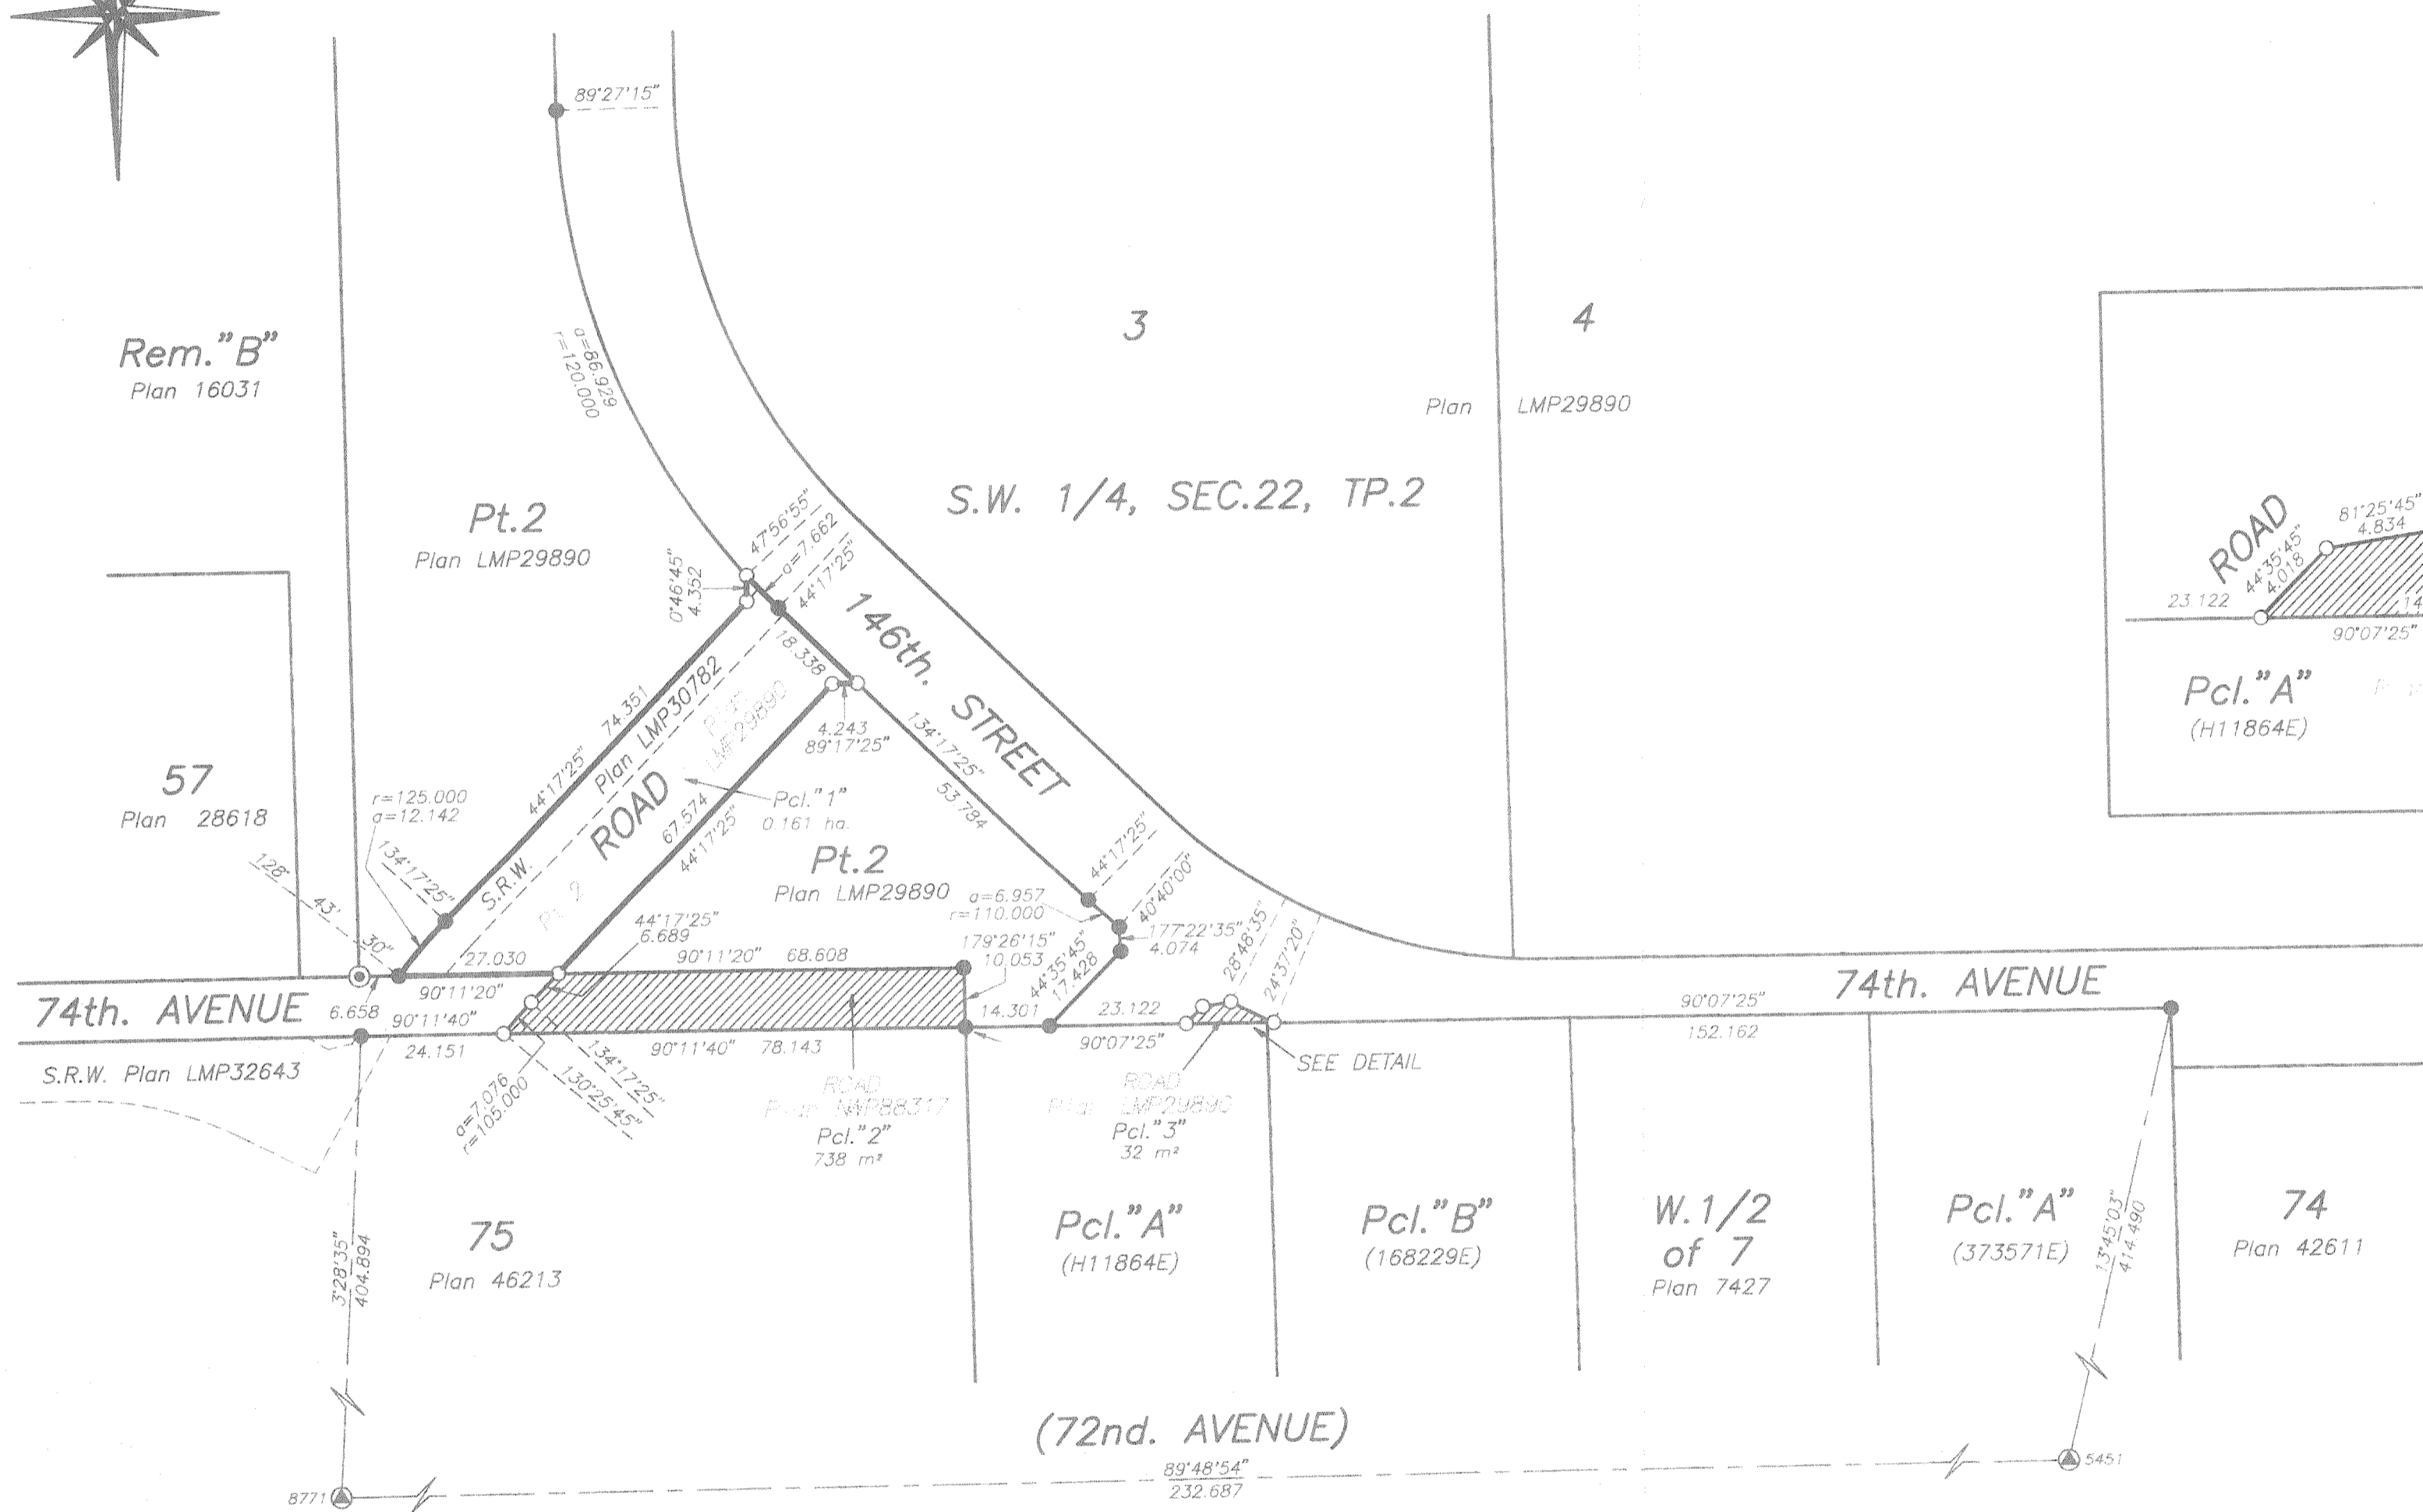 89°27'15"
a=86.929
r=120.000
Rem."B"
Plan 16031
3
4
Plan LMP29890
S.W. 1/4, SEC.22, TP.2
Pt.2
Plan LMP29890
47°56'55"
a=7.662
44°17'25"
0°46'45"
4.352
146th. STREET
18.338
4.243
89°17'25"
134°17'25"
53.784
74.351
44°17'25"
Plan LMP30782
S.R.W.
Plan
LMP29890
ROAD
Pt.2
67.574
44°17'25"
Pcl."1"
0.161 ha.
57
Plan 28618
r=125.000
a=12.142
134°17'25"
128°
43'
30"
Pt.2
Plan LMP29890
a=6.957
r=110.000
44°17'25"
40°40'00"
177°22'35"
4.074
28°48'35"
24°37'20"
44°17'25"
6.689
179°26'15"
10.053
44°35'45"
17.428
27.030
90°11'20"
90°11'20" 68.608
74th. AVENUE
6.658
90°11'40"
24.151
90°11'40" 78.143
14.301
23.122
90°07'25"
90°07'25"
152.162
74th. AVENUE
SEE DETAIL
S.R.W. Plan LMP32643
a=7.076
r=105.000
134°17'25"
130°25'45"
ROAD
Plan NWP88317
Pcl."2"
738 m²
ROAD
Plan LMP29890
Pcl."3"
32 m²
ROAD
81°25'45"
4.834
44°35'45"
4.018
23.122
14
90°07'25"
Pcl."A"
(H11864E)
75
Plan 46213
Pcl."A"
(H11864E)
Pcl."B"
(168229E)
W.1/2
of 7
Plan 7427
Pcl."A"
(373571E)
74
Plan 42611
3°28'35"
404.894
13°45'03"
414.490
(72nd. AVENUE)
89°48'54"
232.687
8771
5451